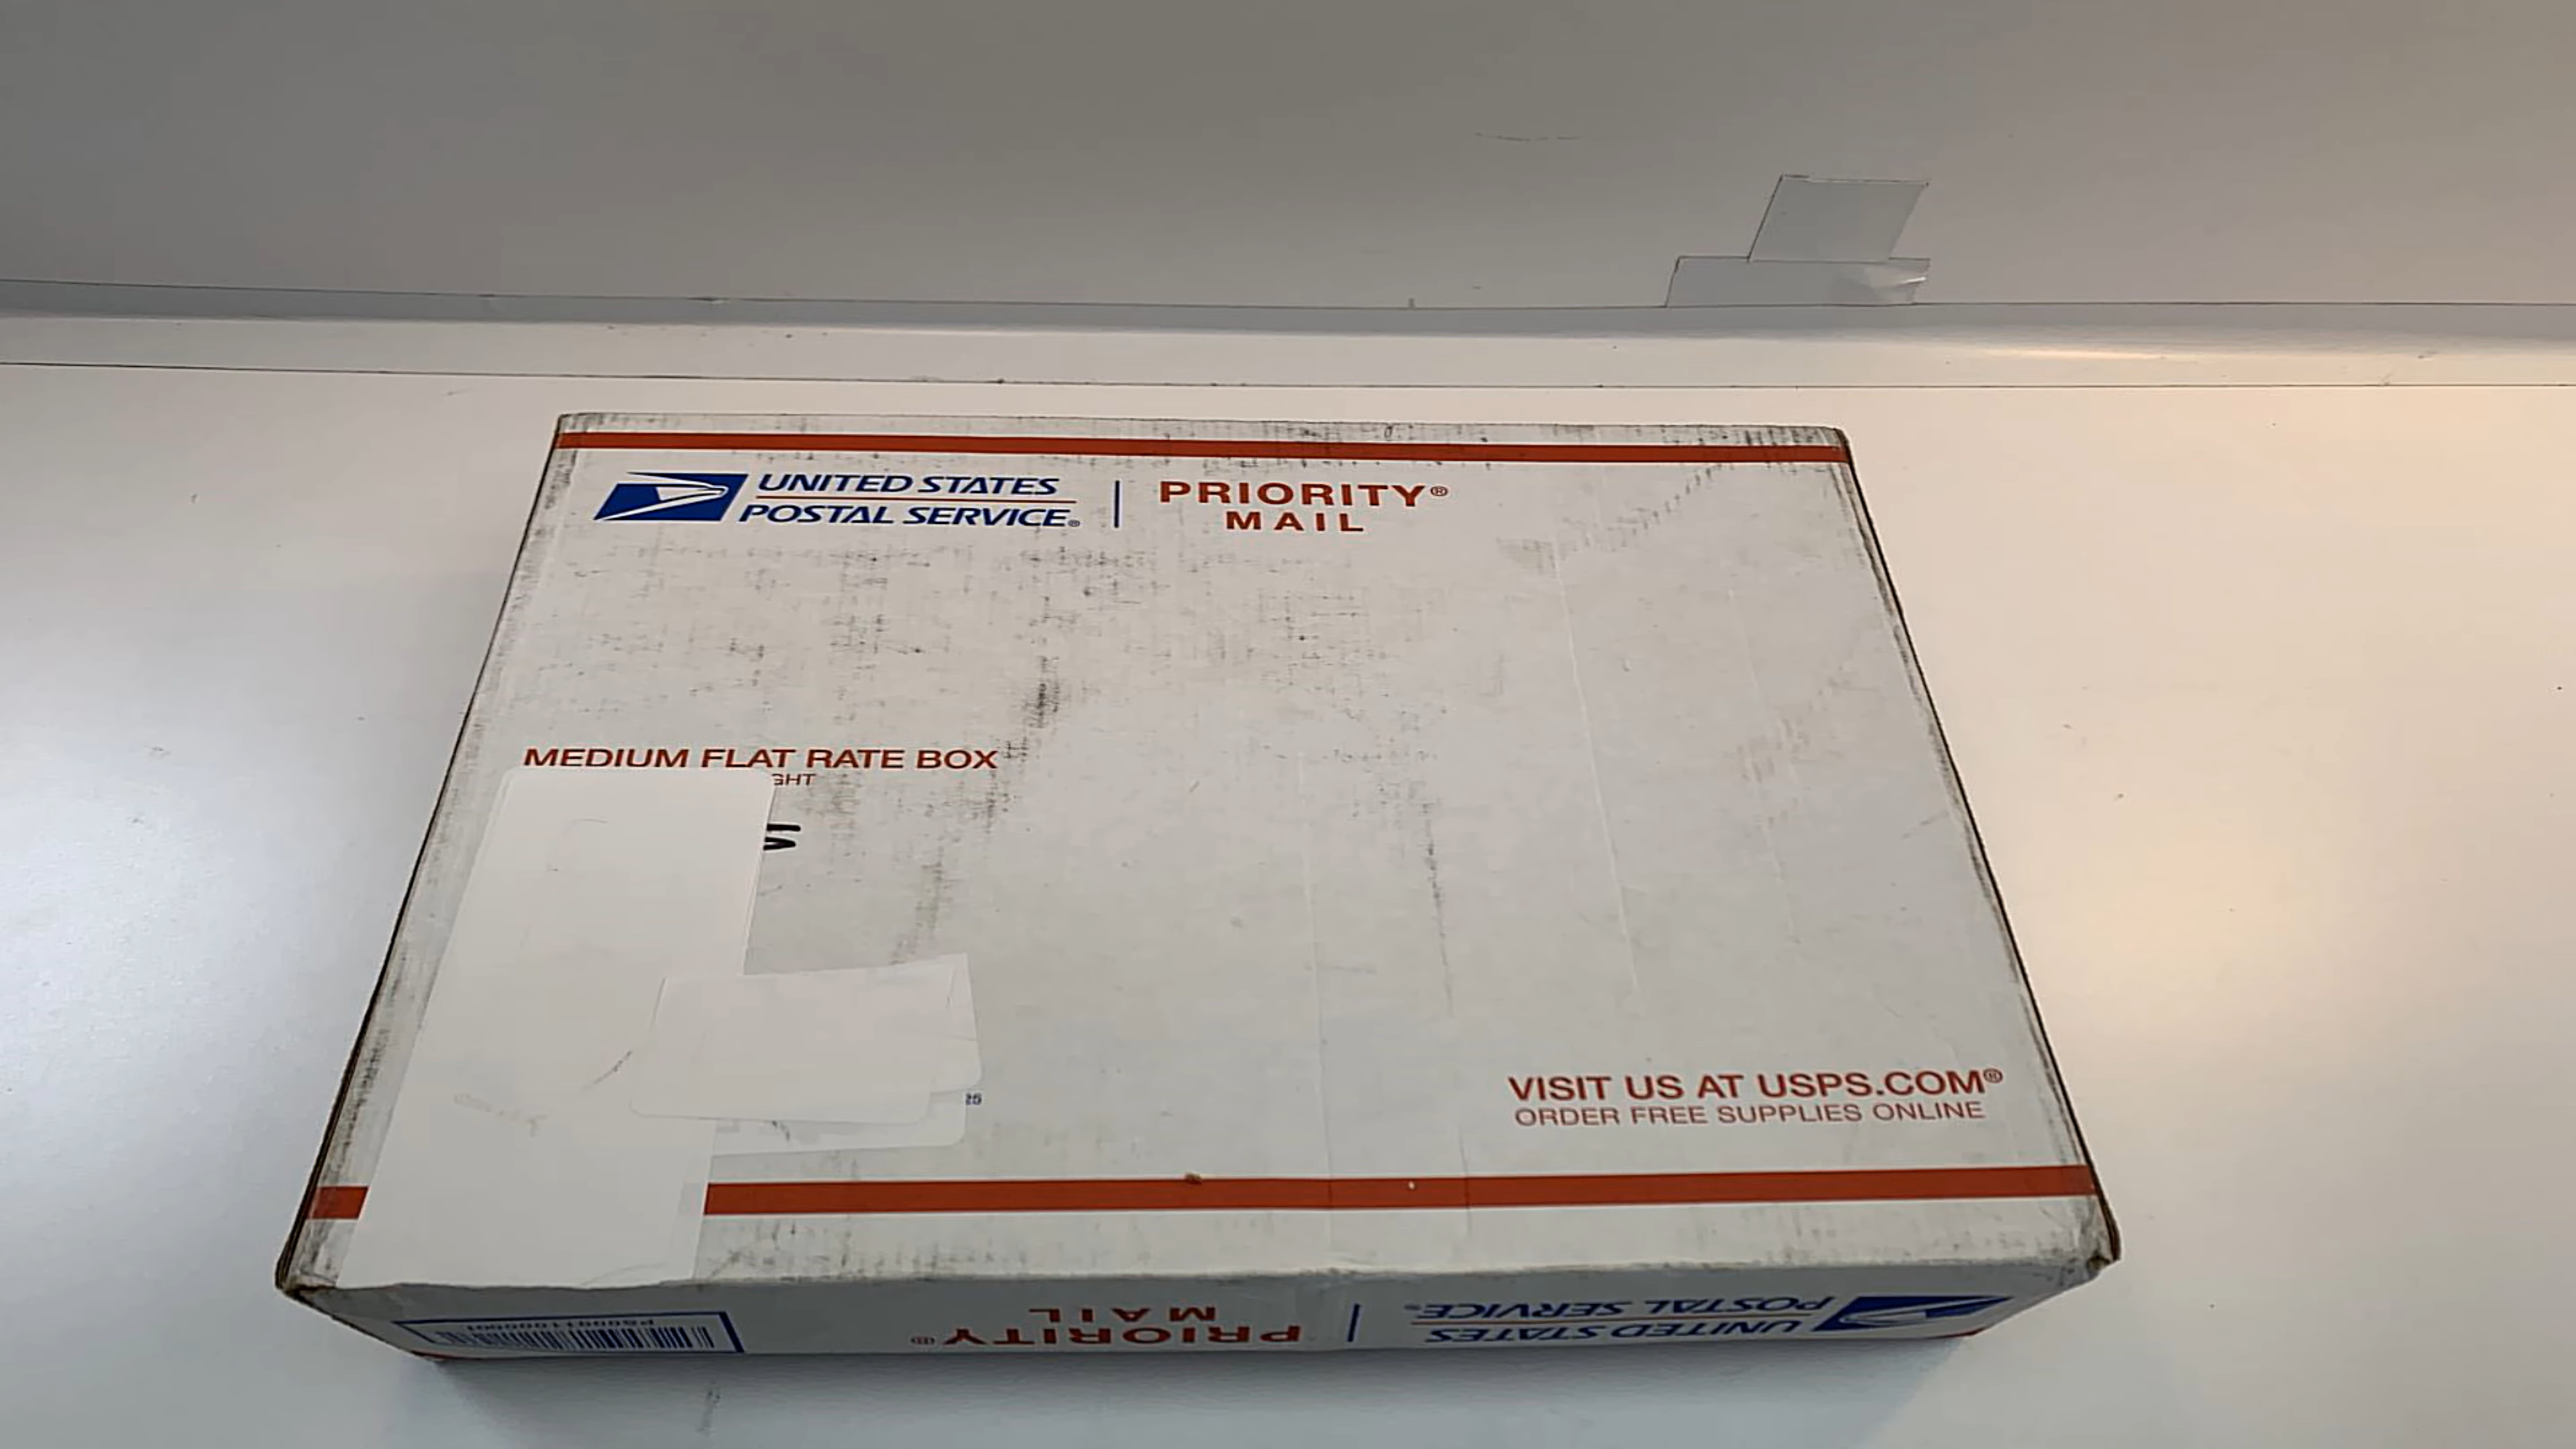 UNITED STATES
POSTAL SERVICE®
PRIORITY®
MAIL
MEDIUM FLAT RATE BOX
VISIT US AT USPS.COM®
ORDER FREE SUPPLIES ONLINE
25
UNITED STATES
POSTAL SERVICE®
PRIORITY®
MAIL